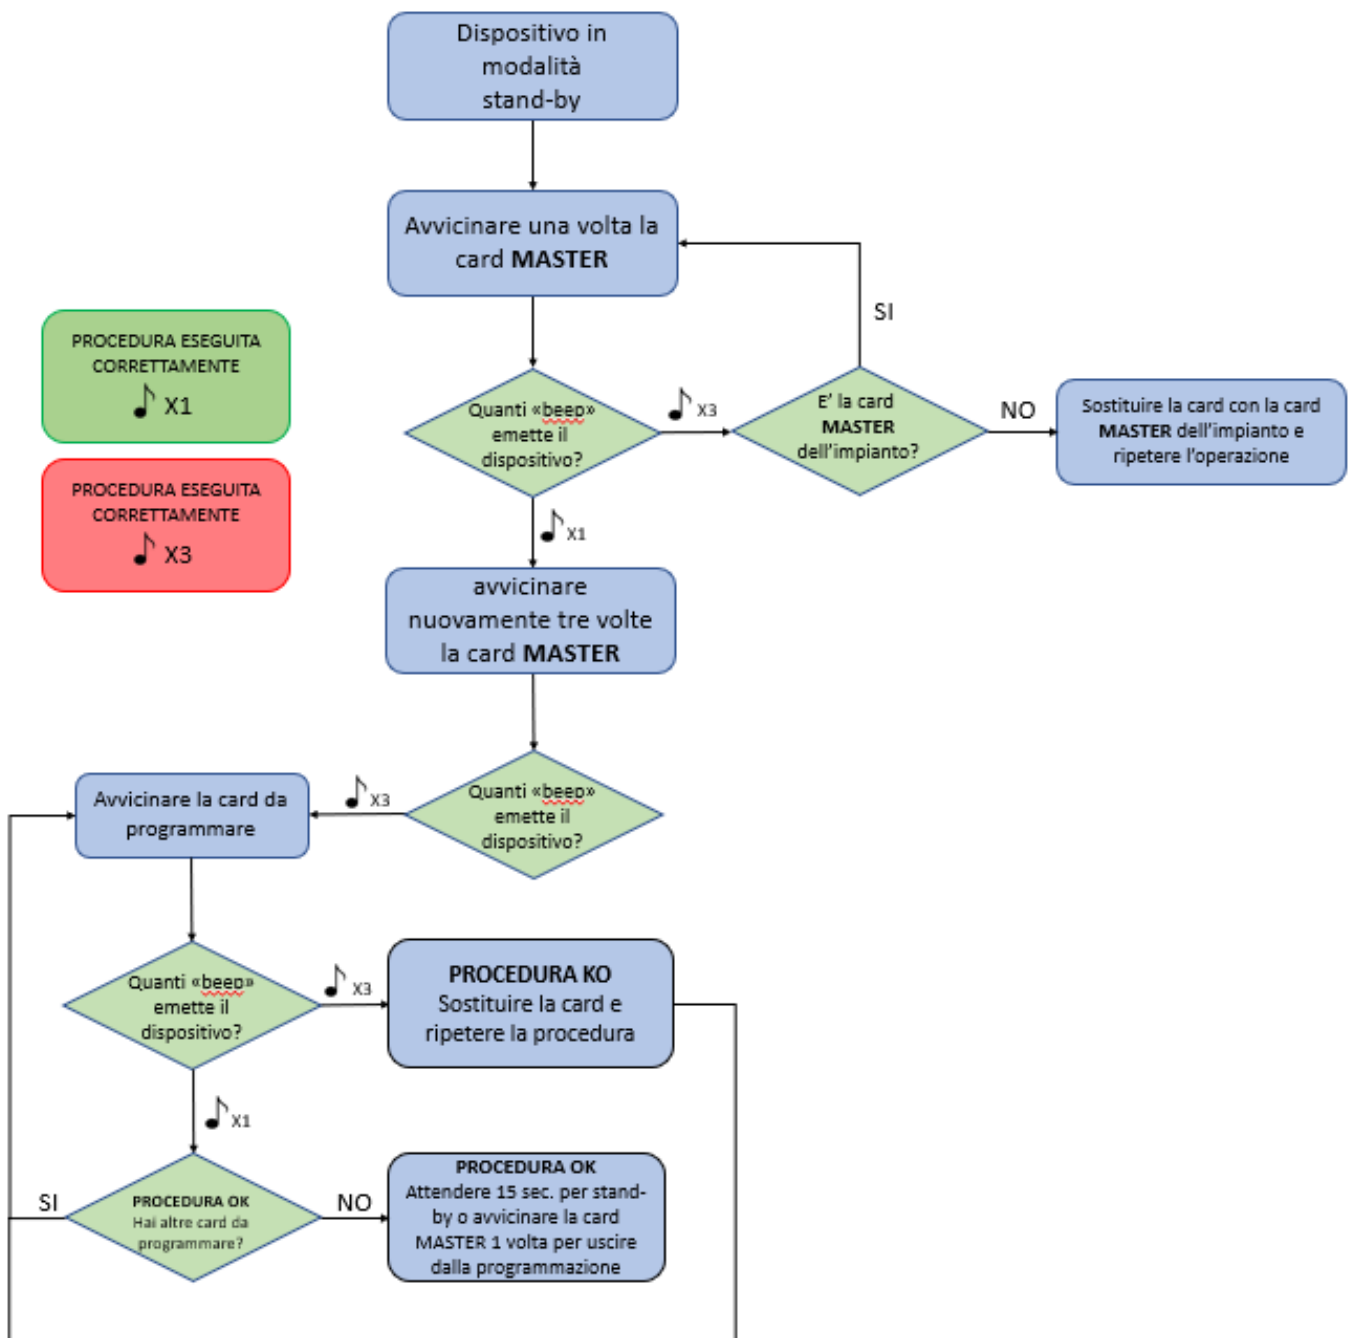 Dispositivo in
modalità
stand-by
Avvicinare una volta la
card MASTER
SI
PROCEDURA ESEGUITA
CORRETTAMENTE
X1
Quanti «beep»
emette il
dispositivo?
X3
E' la card
MASTER
dell'impianto?
NO
Sostituire la card con la card
MASTER dell'impianto e
ripetere l'operazione
PROCEDURA ESEGUITA
CORRETTAMENTE
X3
X1
avvicinare
nuovamente tre volte
la card MASTER
Quanti «beep»
emette il
dispositivo?
X3
Avvicinare la card da
programmare
Quanti «beep»
emette il
dispositivo?
X3
PROCEDURA KO
Sostituire la card e
ripetere la procedura
X1
SI
PROCEDURA OK
Hai altre card da
programmare?
NO
PROCEDURA OK
Attendere 15 sec. per stand-
by o avvicinare la card
MASTER 1 volta per uscire
dalla programmazione